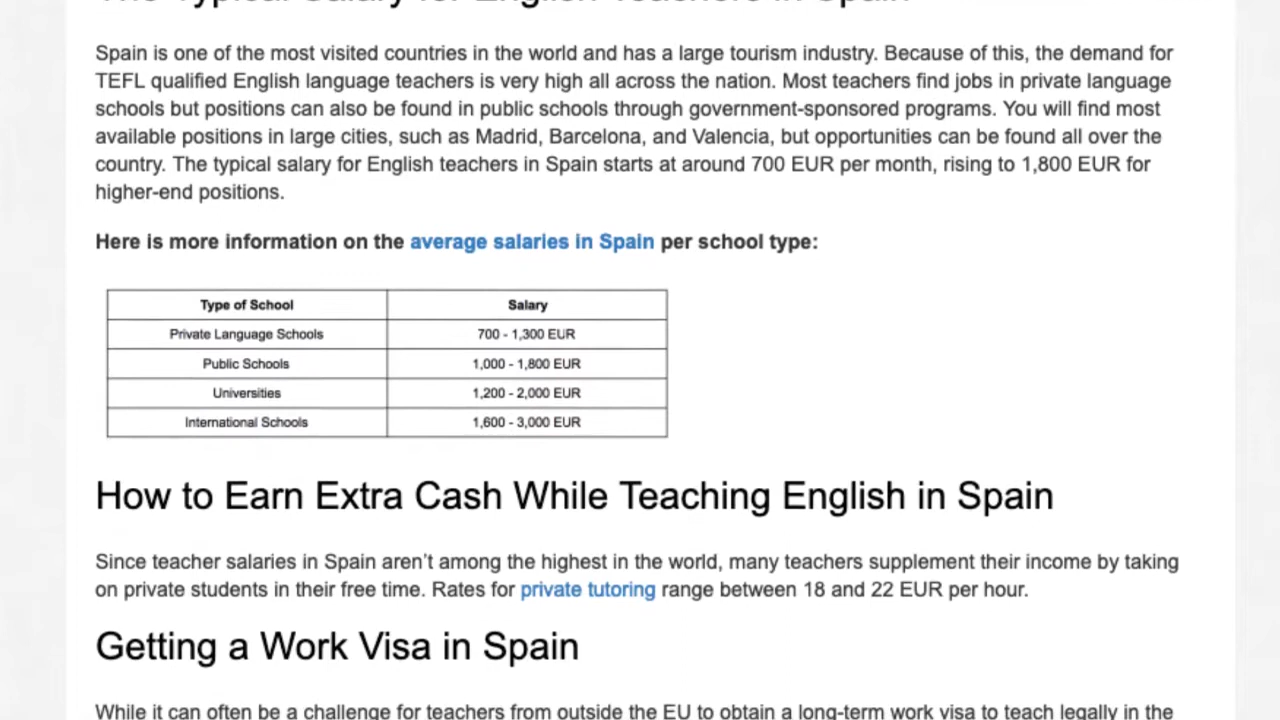 The Typical Salary for English Teachers in Spain
Spain is one of the most visited countries in the world and has a large tourism industry. Because of this, the demand for
TEFL qualified English language teachers is very high all across the nation. Most teachers find jobs in private language
schools but positions can also be found in public schools through government-sponsored programs. You will find most
available positions in large cities, such as Madrid, Barcelona, and Valencia, but opportunities can be found all over the
country. The typical salary for English teachers in Spain starts at around 700 EUR per month, rising to 1,800 EUR for
higher-end positions.
Here is more information on the average salaries in Spain per school type:
Type of School Salary
Private Language Schools 700 - 1,300 EUR
Public Schools 1,000 - 1,800 EUR
Universities 1,200 - 2,000 EUR
International Schools 1,600 - 3,000 EUR
How to Earn Extra Cash While Teaching English in Spain
Since teacher salaries in Spain aren’t among the highest in the world, many teachers supplement their income by taking
on private students in their free time. Rates for private tutoring range between 18 and 22 EUR per hour.
Getting a Work Visa in Spain
While it can often be a challenge for teachers from outside the EU to obtain a long-term work visa to teach legally in the